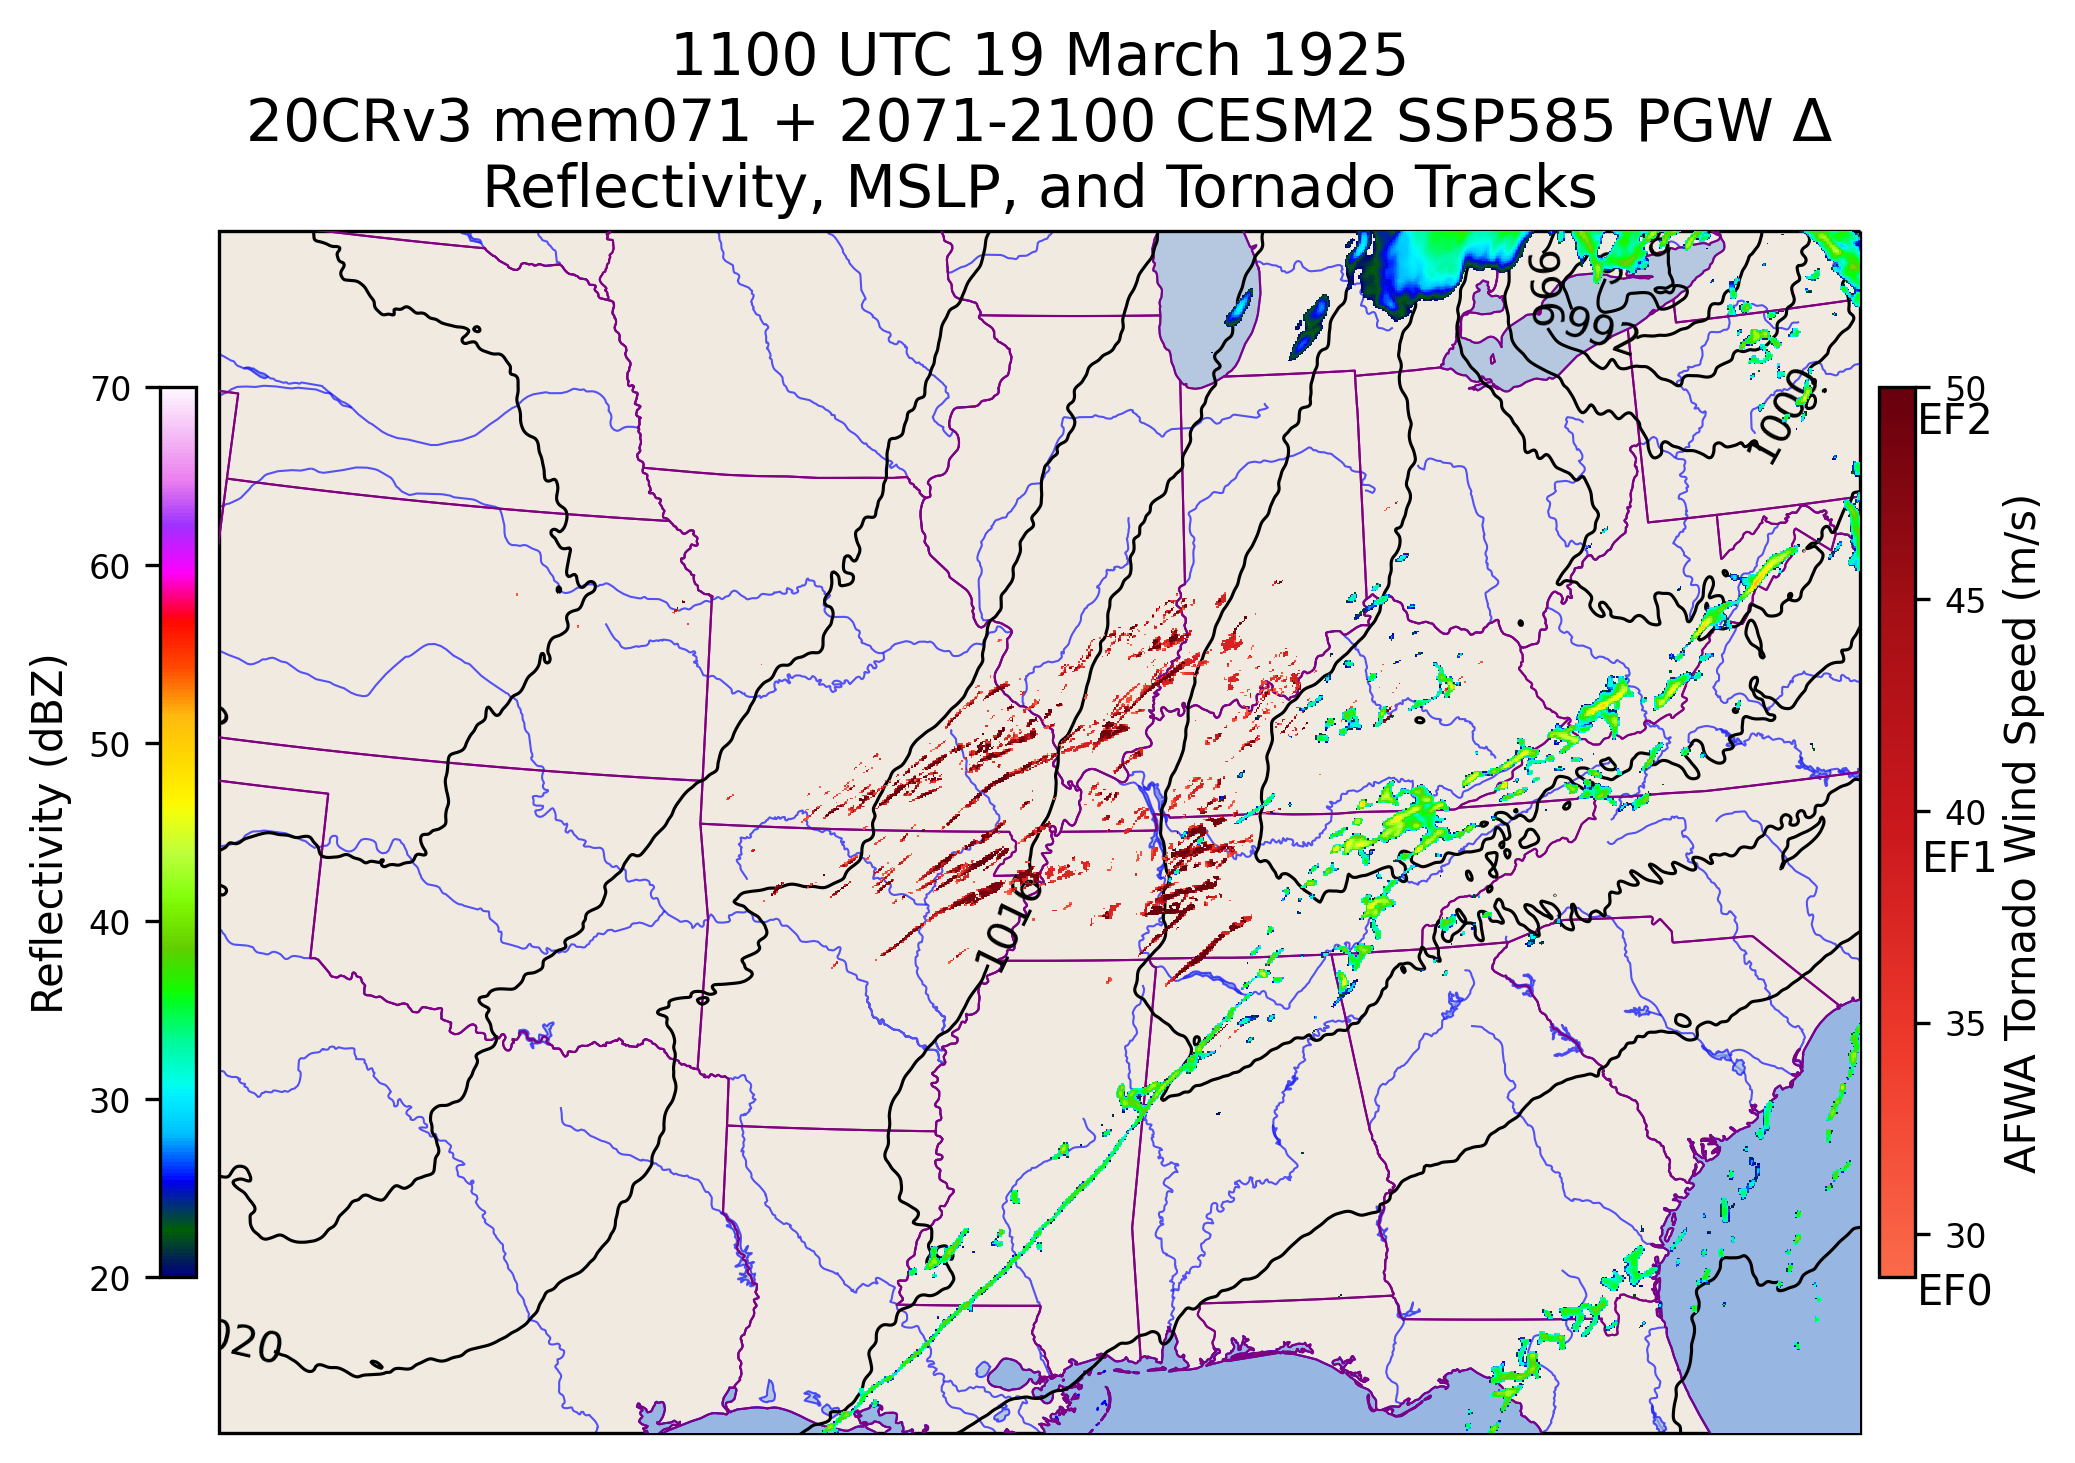 1100 UTC 19 March 1925
20CRv3 mem071 + 2071-2100 CESM2 SSP585 PGW Δ
Reflectivity, MSLP, and Tornado Tracks
Reflectivity (dBZ)
70
60
50
40
30
20
996
992
1009
1016
020
50
EF2
45
40
EF1
35
30
EF0
AFWA Tornado Wind Speed (m/s)